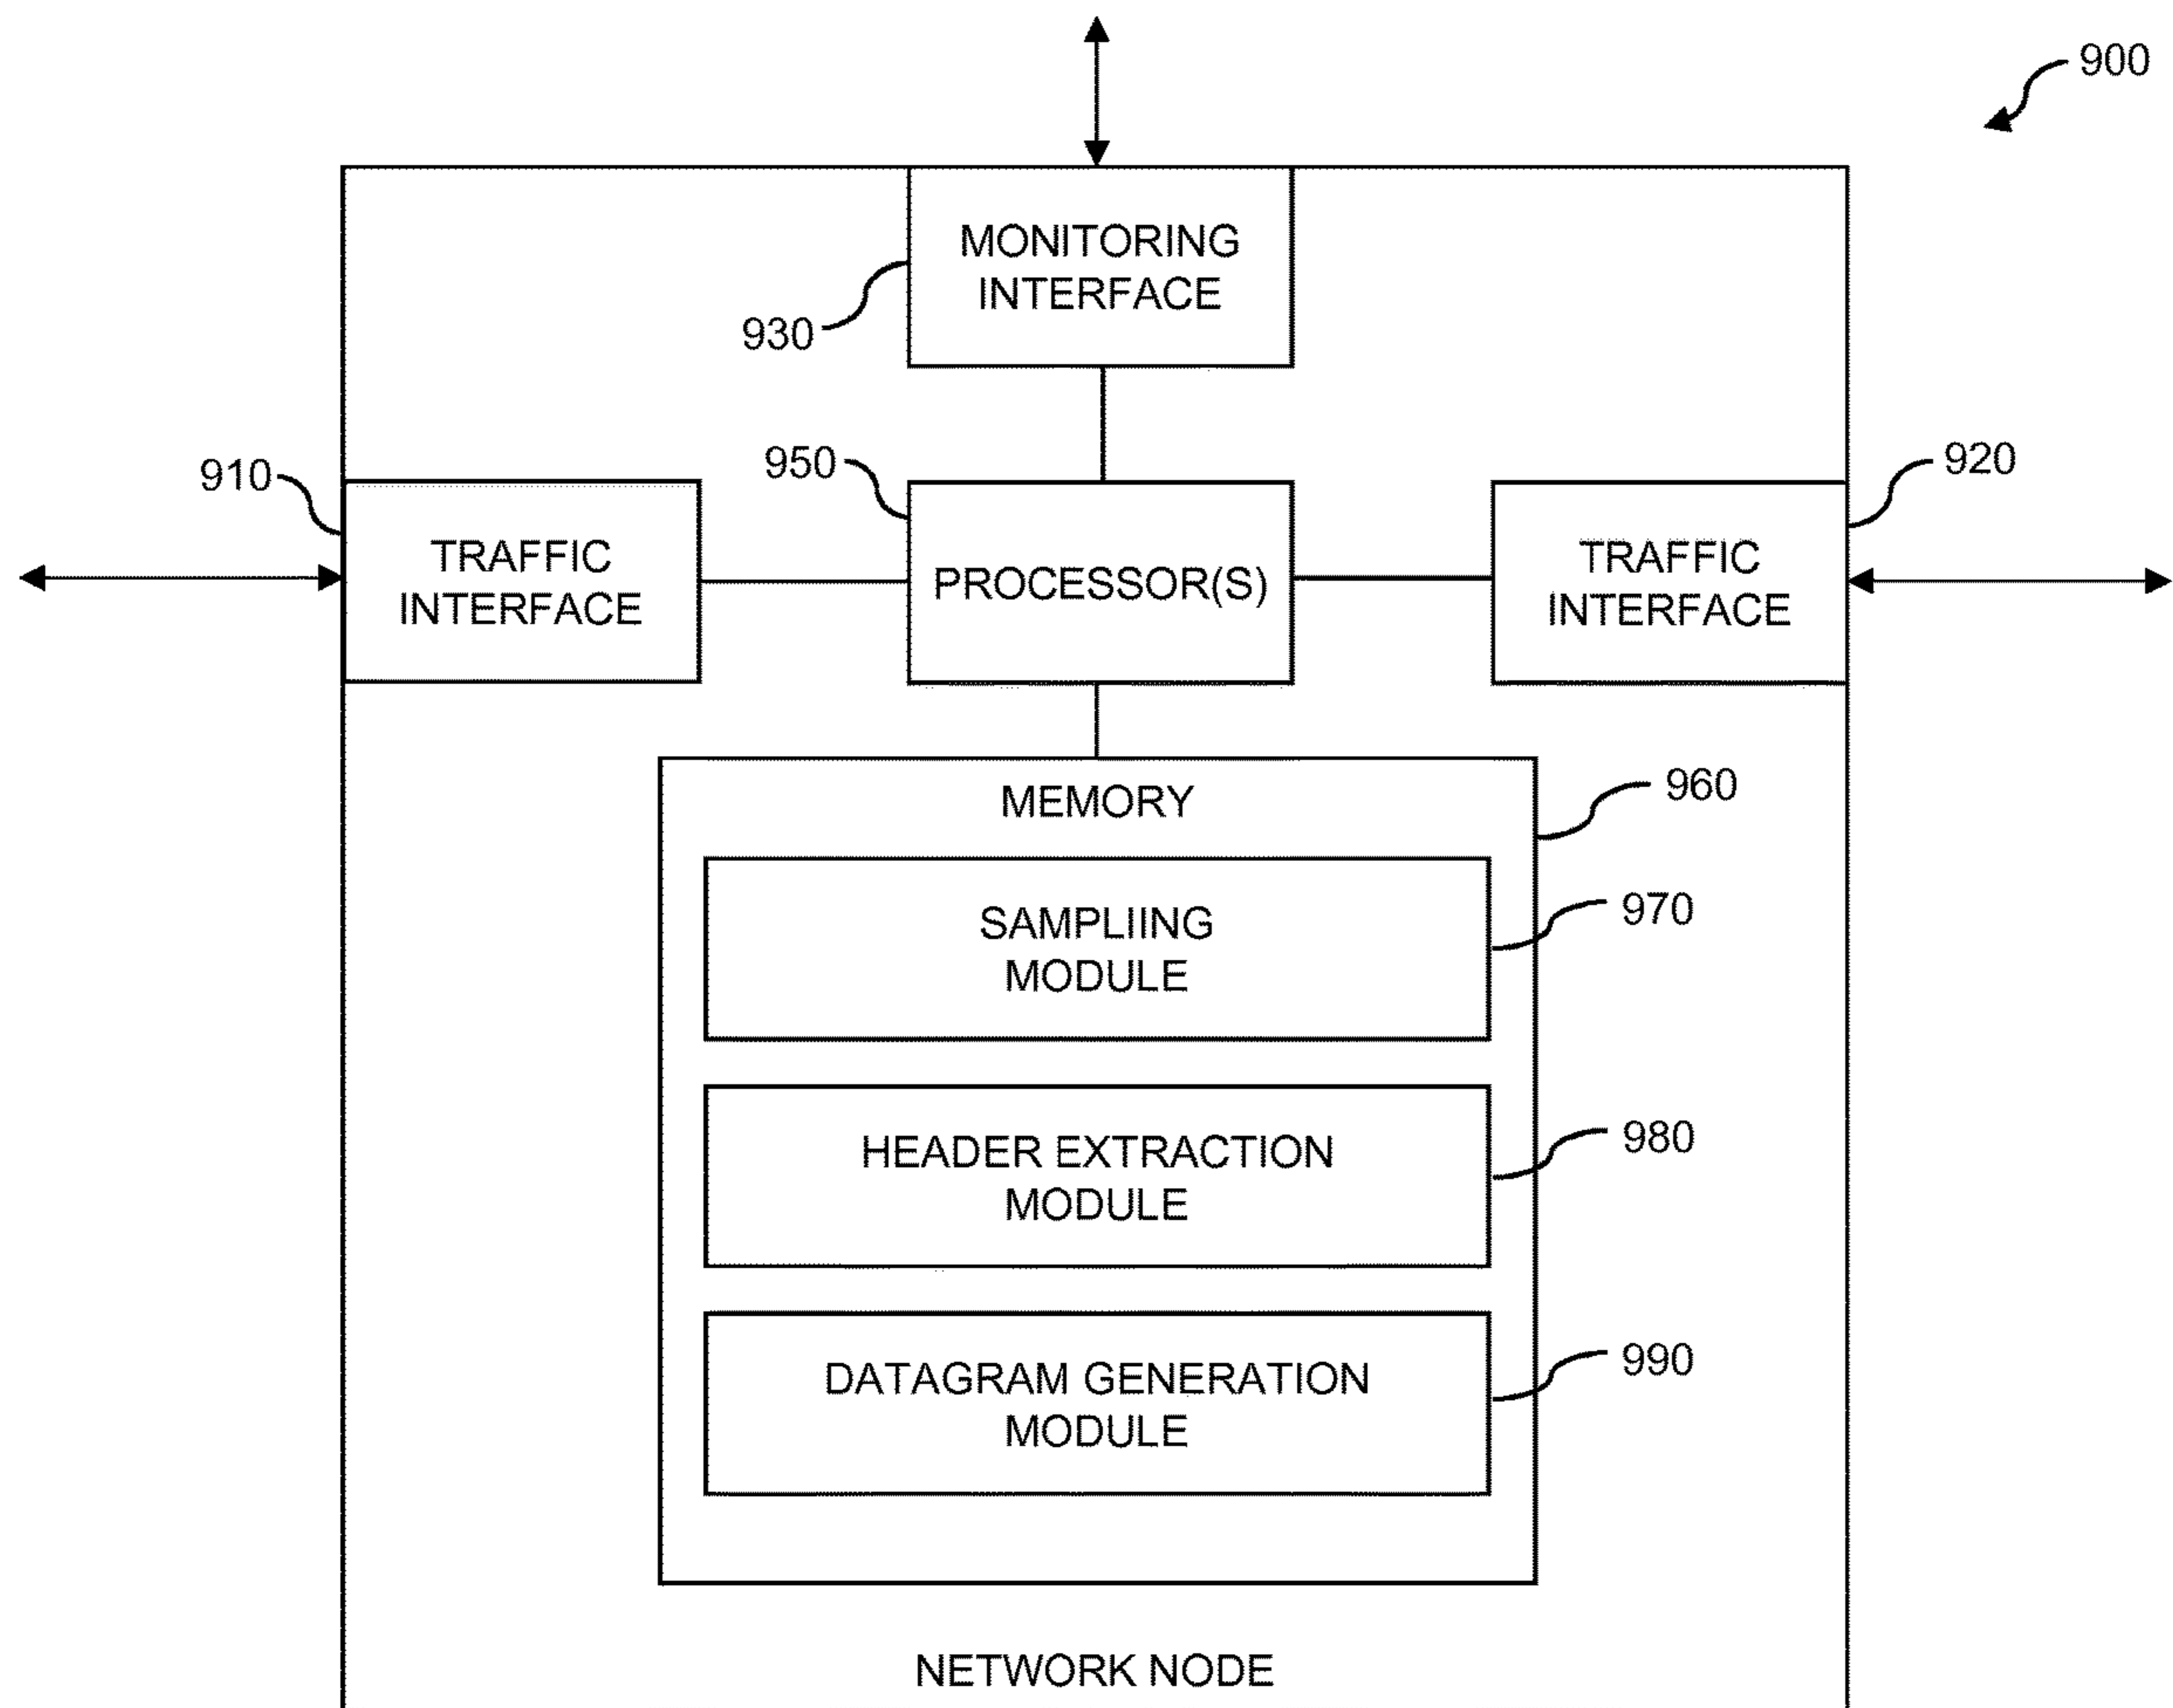 900
MONITORING
INTERFACE
930
910
950
920
TRAFFIC
INTERFACE
PROCESSOR(S)
TRAFFIC
INTERFACE
MEMORY
960
SAMPLIING
MODULE
970
HEADER EXTRACTION
MODULE
980
DATAGRAM GENERATION
MODULE
990
NETWORK NODE